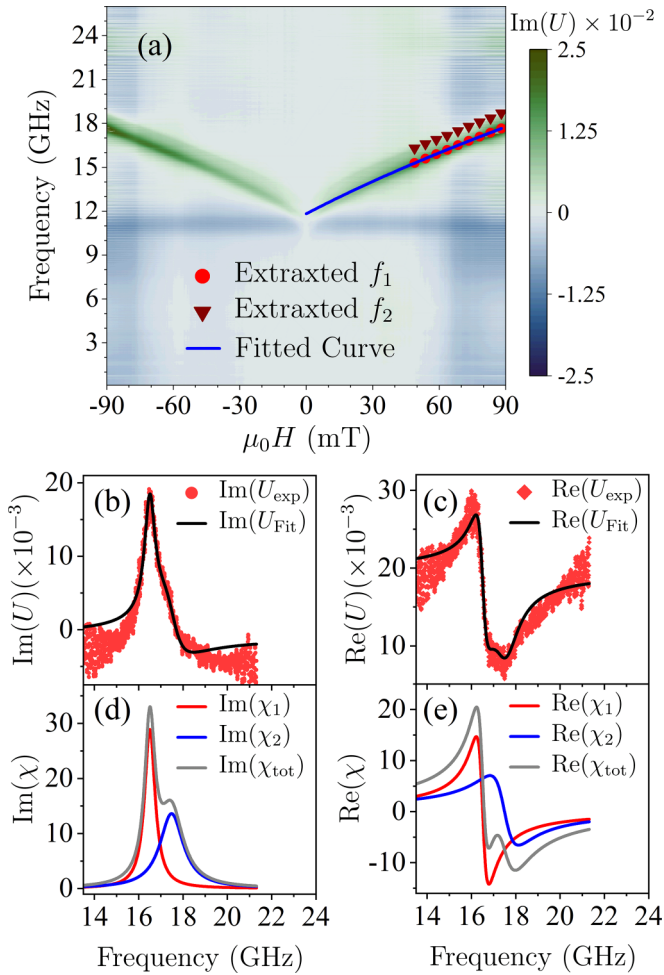 (a)
Im(U) × 10⁻²
Frequency (GHz)
24
21
18
15
12
9
6
3
Extraxted f₁
Extraxted f₂
Fitted Curve
-90 -60 -30 0 30 60 90
μ₀H (mT)
2.5
1.25
0
-1.25
-2.5
(b)
Im(U_exp)
Im(U_Fit)
Im(U)(×10⁻³)
20
10
0
(c)
Re(U_exp)
Re(U_Fit)
Re(U)(×10⁻³)
30
20
10
(d)
Im(χ₁)
Im(χ₂)
Im(χ_tot)
Im(χ)
30
20
10
0
14 16 18 20 22 24
Frequency (GHz)
(e)
Re(χ₁)
Re(χ₂)
Re(χ_tot)
Re(χ)
20
10
0
-10
14 16 18 20 22 24
Frequency (GHz)